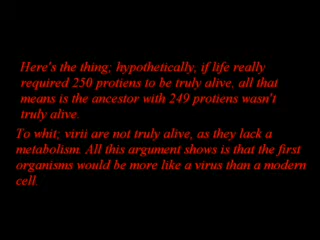 Here's the thing; hypothetically, if life really
required 250 protiens to be truly alive, all that
means is the ancestor with 249 protiens wasn't
truly alive.
To whit; virii are not truly alive, as they lack a
metabolism. All this argument shows is that the first
organisms would be more like a virus than a modern
cell.